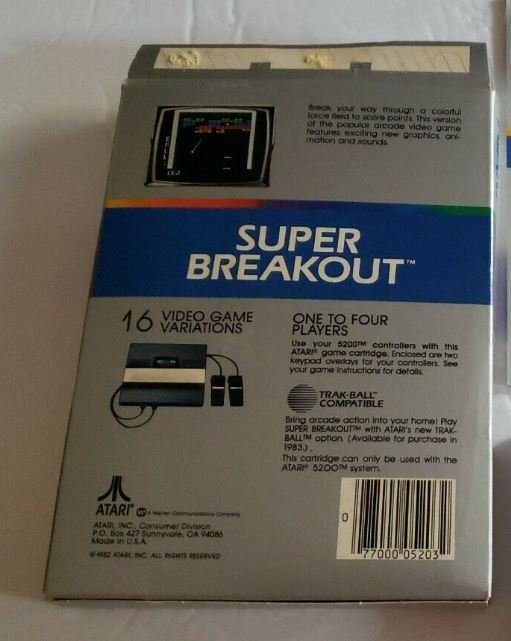 Break your way through a colorful
force field to score points. This version
of the popular arcade video game
features exciting new graphics, ani-
mation and sounds.
SUPER
BREAKOUT™
16 VIDEO GAME
VARIATIONS
ONE TO FOUR
PLAYERS
Use your 5200™ controllers with this
ATARI® game cartridge. Enclosed are two
keypad overlays for your controllers. See
your game instructions for details.
TRAK-BALL™
COMPATIBLE
Bring arcade action into your home! Play
SUPER BREAKOUT™ with ATARI's new TRAK-
BALL™ option. (Available for purchase in
1983.)
This cartridge can only be used with the
ATARI® 5200™ system.
ATARI®
A Warner Communications Company
ATARI, INC., Consumer Division
P.O. Box 427 Sunnyvale, CA 94086
Made in U.S.A.
© 1982 ATARI, INC. ALL RIGHTS RESERVED
0 77000 05203